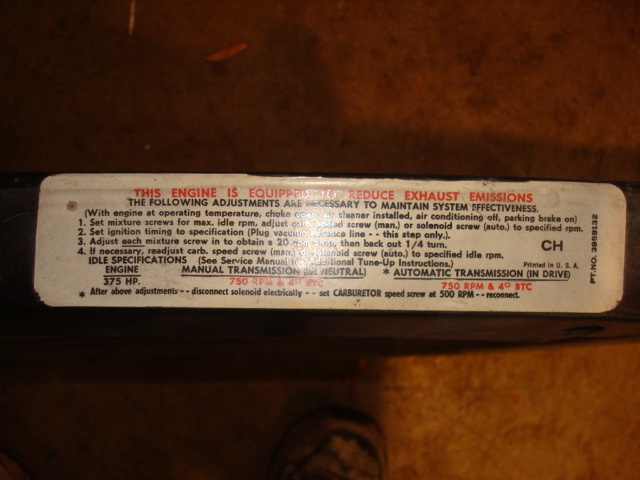 THIS ENGINE IS EQUIPPED TO REDUCE EXHAUST EMISSIONS
THE FOLLOWING ADJUSTMENTS ARE NECESSARY TO MAINTAIN SYSTEM EFFECTIVENESS.
(With engine at operating temperature, choke open, air cleaner installed, air conditioning off, parking brake on)
1. Set mixture screws for max. idle rpm, adjust carb. speed screw (man.) or solenoid screw (auto.) to specified rpm.
2. Set ignition timing to specification (Plug vacuum advance line -- this step only.).
3. Adjust each mixture screw in to obtain a 20 rpm loss, then back out 1/4 turn.
4. If necessary, readjust carb. speed screw (man.) or solenoid screw (auto.) to specified idle rpm.
IDLE SPECIFICATIONS (See Service Manual for Additional Tune-Up Instructions.)
ENGINE MANUAL TRANSMISSION (IN NEUTRAL) * AUTOMATIC TRANSMISSION (IN DRIVE)
375 HP. 750 RPM & 4° BTC 750 RPM & 4° BTC
* After above adjustments -- disconnect solenoid electrically -- set CARBURETOR speed screw at 500 RPM -- reconnect.
CH
Printed in U. S. A.
PT. NO. 3959132